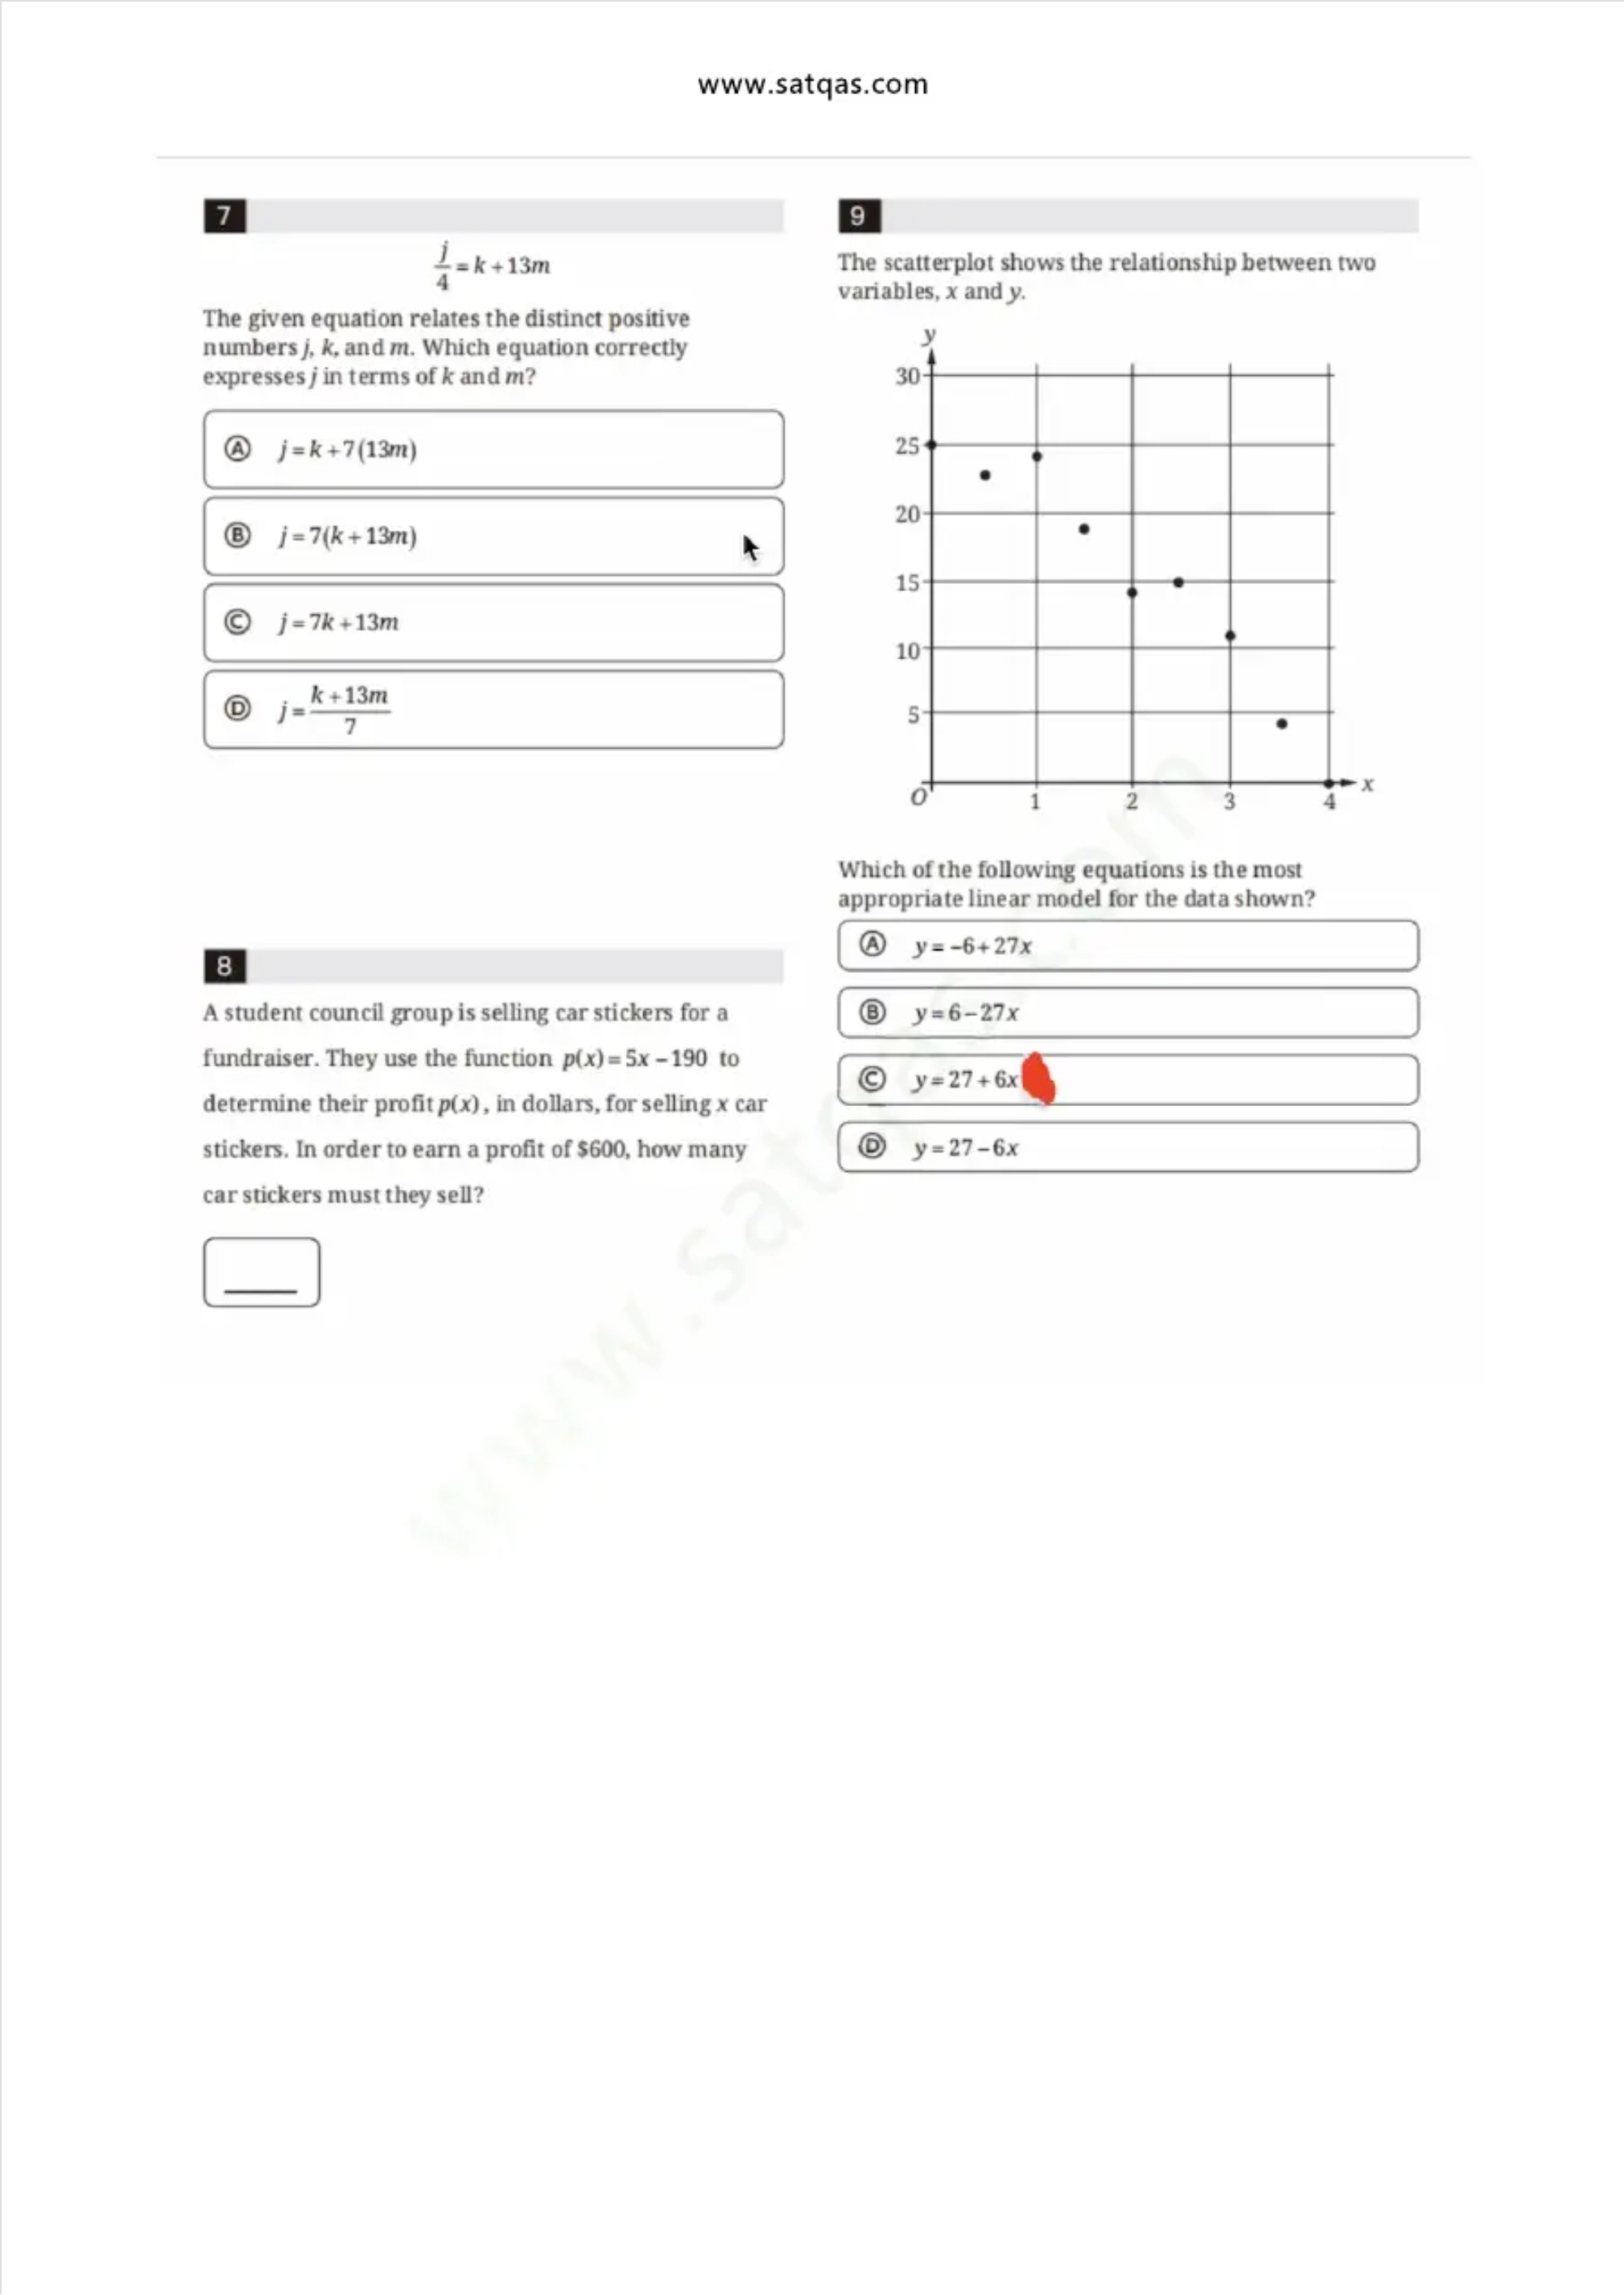 www.satqas.com
7
j/4 = k + 13m
The given equation relates the distinct positive
numbers j, k, and m. Which equation correctly
expresses j in terms of k and m?
Ⓐ j = k + 7(13m)
Ⓑ j = 7(k + 13m)
Ⓒ j = 7k + 13m
Ⓓ j = (k + 13m)/7
8
A student council group is selling car stickers for a
fundraiser. They use the function p(x) = 5x – 190 to
determine their profit p(x), in dollars, for selling x car
stickers. In order to earn a profit of $600, how many
car stickers must they sell?
9
The scatterplot shows the relationship between two
variables, x and y.
y
30
25
20
15
10
5
O 1 2 3 4 x
Which of the following equations is the most
appropriate linear model for the data shown?
Ⓐ y = –6 + 27x
Ⓑ y = 6 – 27x
Ⓒ y = 27 + 6x
Ⓓ y = 27 – 6x
www.satqas.com